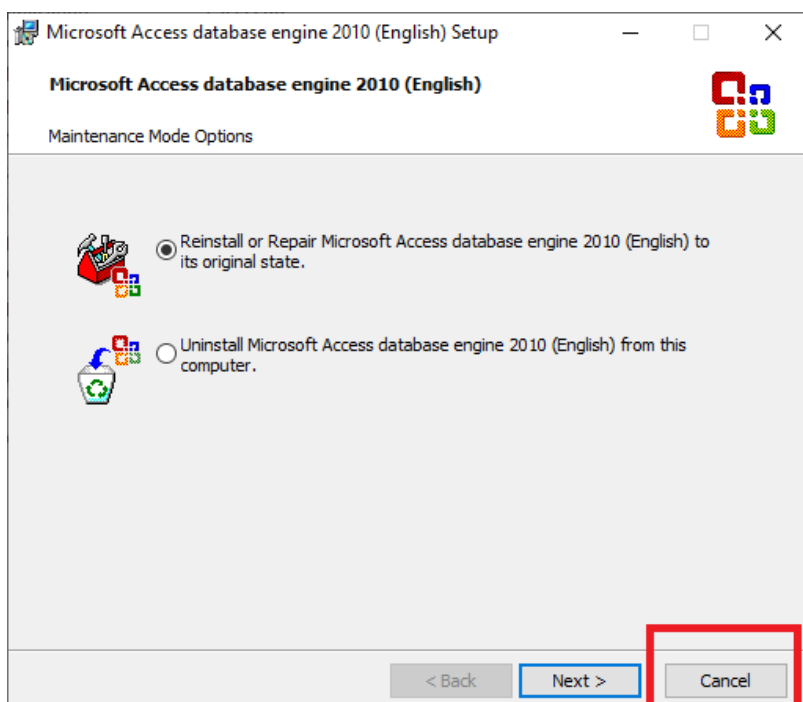 Microsoft Access database engine 2010 (English) Setup
Microsoft Access database engine 2010 (English)
Maintenance Mode Options
Reinstall or Repair Microsoft Access database engine 2010 (English) to
its original state.
Uninstall Microsoft Access database engine 2010 (English) from this
computer.
< Back
Next >
Cancel